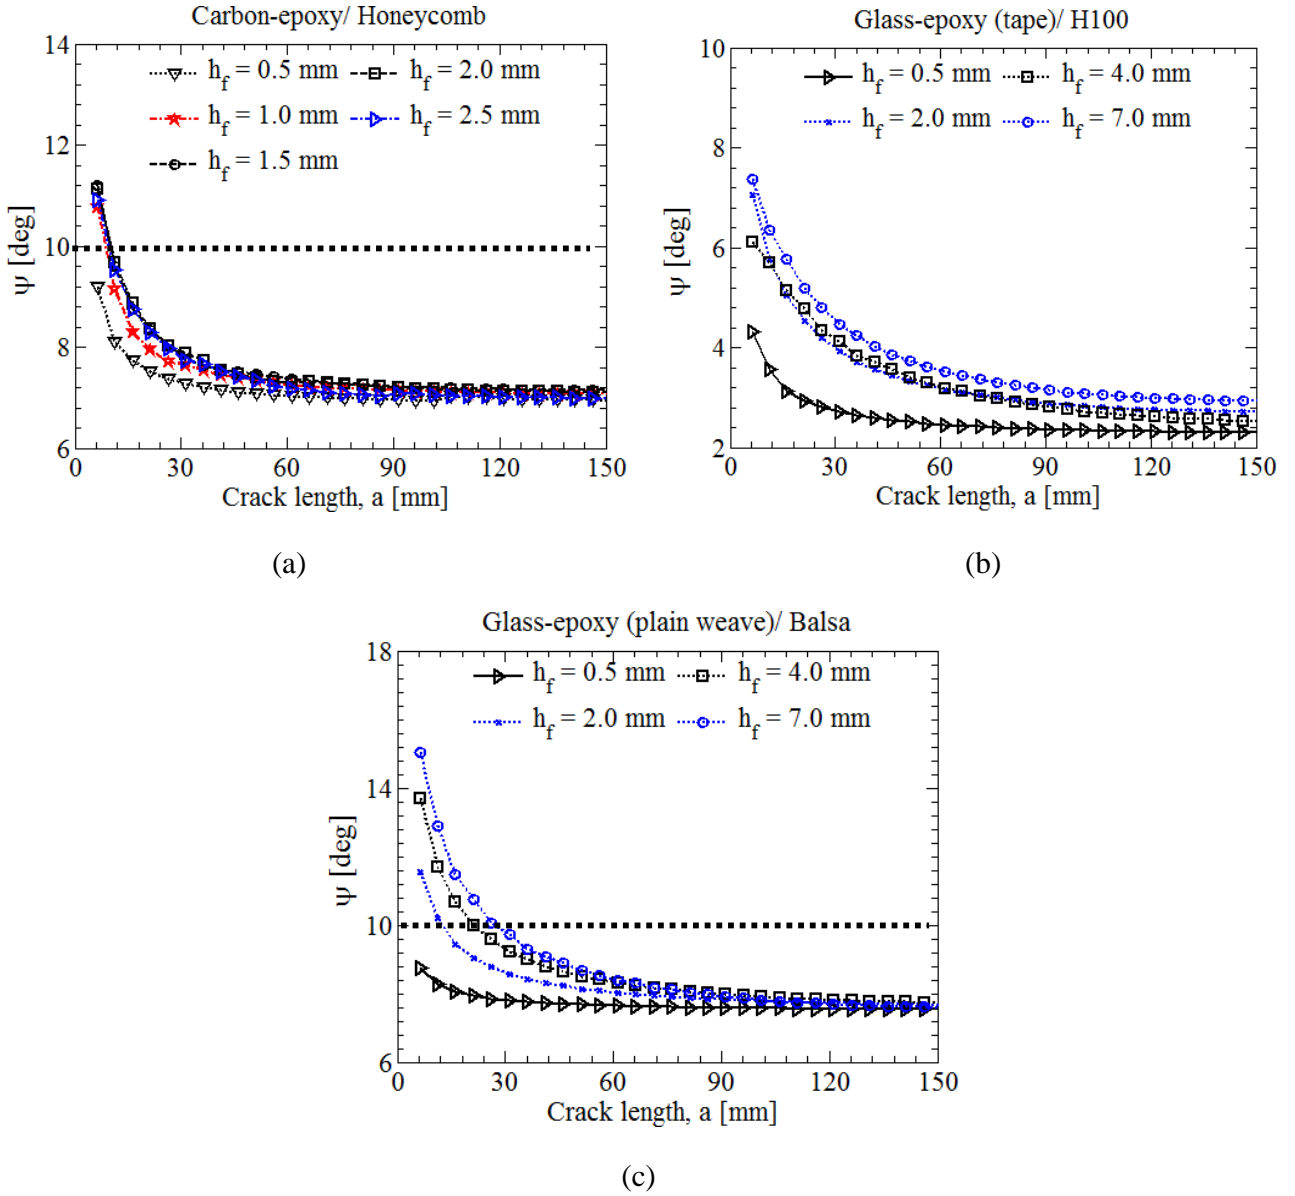 Carbon-epoxy/ Honeycomb
14
12
10
8
6
ψ [deg]
h_f = 0.5 mm h_f = 2.0 mm
h_f = 1.0 mm h_f = 2.5 mm
h_f = 1.5 mm
0 30 60 90 120 150
Crack length, a [mm]
(a)
Glass-epoxy (tape)/ H100
10
8
6
4
2
ψ [deg]
h_f = 0.5 mm h_f = 4.0 mm
h_f = 2.0 mm h_f = 7.0 mm
0 30 60 90 120 150
Crack length, a [mm]
(b)
Glass-epoxy (plain weave)/ Balsa
18
14
10
6
ψ [deg]
h_f = 0.5 mm h_f = 4.0 mm
h_f = 2.0 mm h_f = 7.0 mm
0 30 60 90 120 150
Crack length, a [mm]
(c)